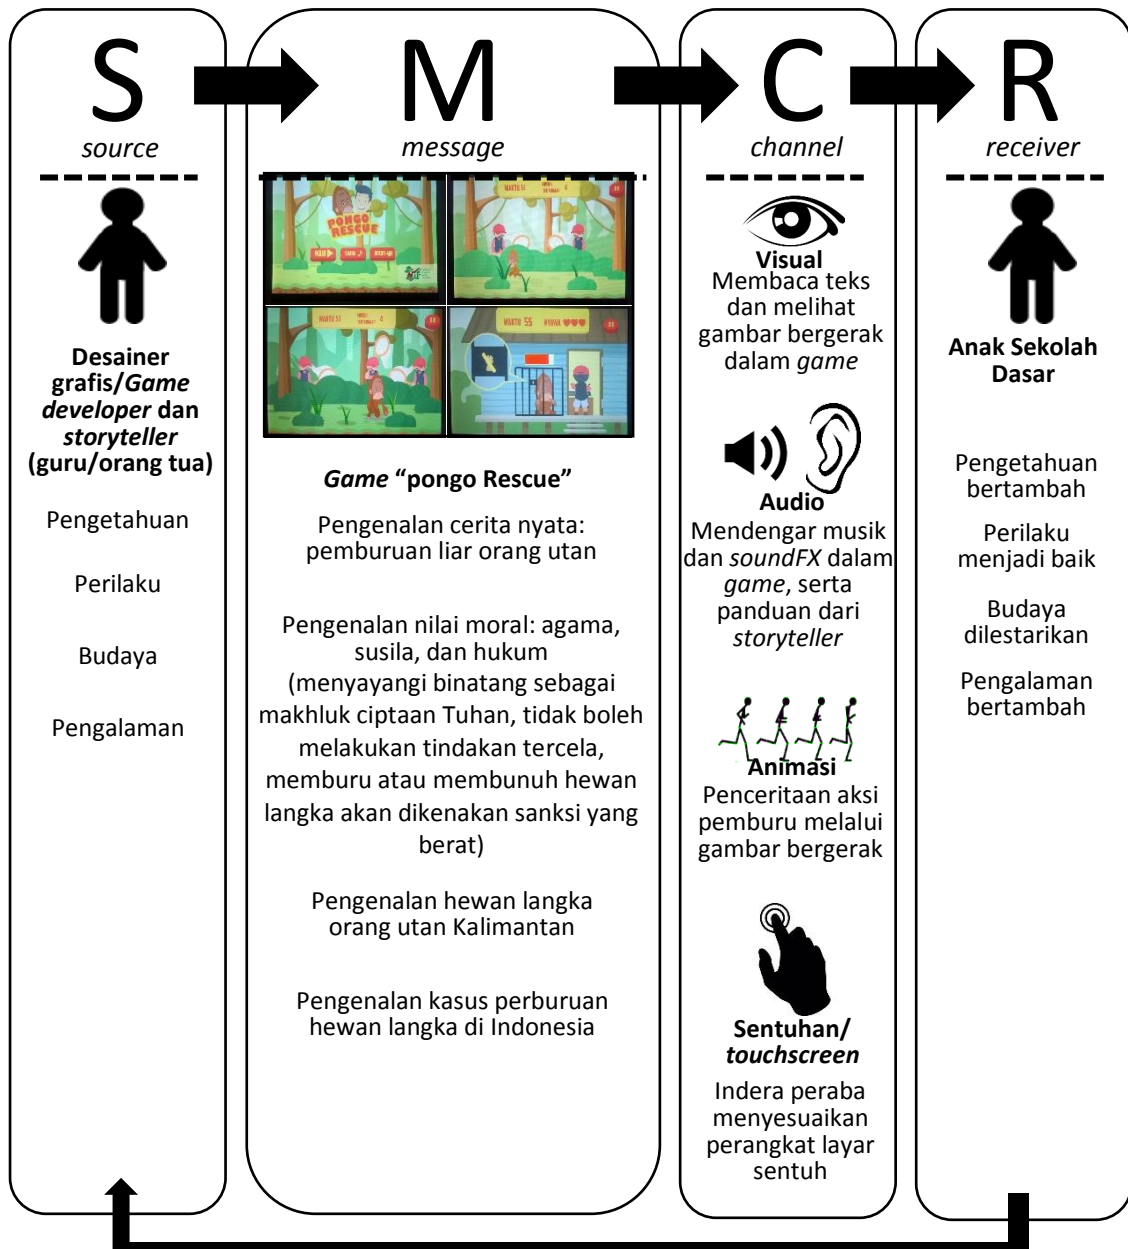 S
source
Desainer
grafis/Game
developer dan
storyteller
(guru/orang tua)
Pengetahuan
Perilaku
Budaya
Pengalaman
M
message
PONGO
RESCUE
WAKTU 53
WAKTU 55
NYAWA
Game “pongo Rescue”
Pengenalan cerita nyata:
pemburuan liar orang utan
Pengenalan nilai moral: agama,
susila, dan hukum
(menyayangi binatang sebagai
makhluk ciptaan Tuhan, tidak boleh
melakukan tindakan tercela,
memburu atau membunuh hewan
langka akan dikenakan sanksi yang
berat)
Pengenalan hewan langka
orang utan Kalimantan
Pengenalan kasus perburuan
hewan langka di Indonesia
C
channel
Visual
Membaca teks
dan melihat
gambar bergerak
dalam game
Audio
Mendengar musik
dan soundFX dalam
game, serta
panduan dari
storyteller
Animasi
Penceritaan aksi
pemburu melalui
gambar bergerak
Sentuhan/
touchscreen
Indera peraba
menyesuaikan
perangkat layar
sentuh
R
receiver
Anak Sekolah
Dasar
Pengetahuan
bertambah
Perilaku
menjadi baik
Budaya
dilestarikan
Pengalaman
bertambah